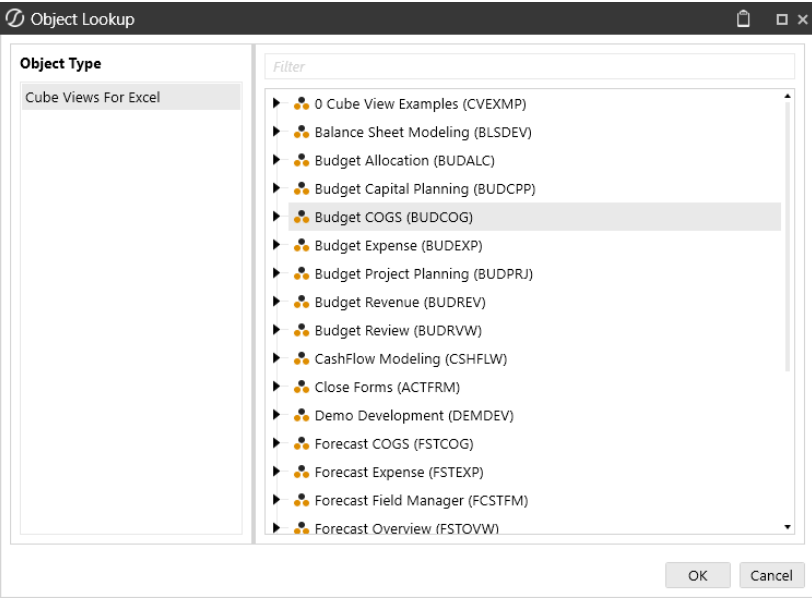 Object Lookup
Object Type
Cube Views For Excel
Filter
0 Cube View Examples (CVEXMP)
Balance Sheet Modeling (BLSDEV)
Budget Allocation (BUDALC)
Budget Capital Planning (BUDCPP)
Budget COGS (BUDCOG)
Budget Expense (BUDEXP)
Budget Project Planning (BUDPRJ)
Budget Revenue (BUDREV)
Budget Review (BUDRVW)
CashFlow Modeling (CSHFLW)
Close Forms (ACTFRM)
Demo Development (DEMDEV)
Forecast COGS (FSTCOG)
Forecast Expense (FSTEXP)
Forecast Field Manager (FCSTFM)
Forecast Overview (FSTOVW)
OK Cancel